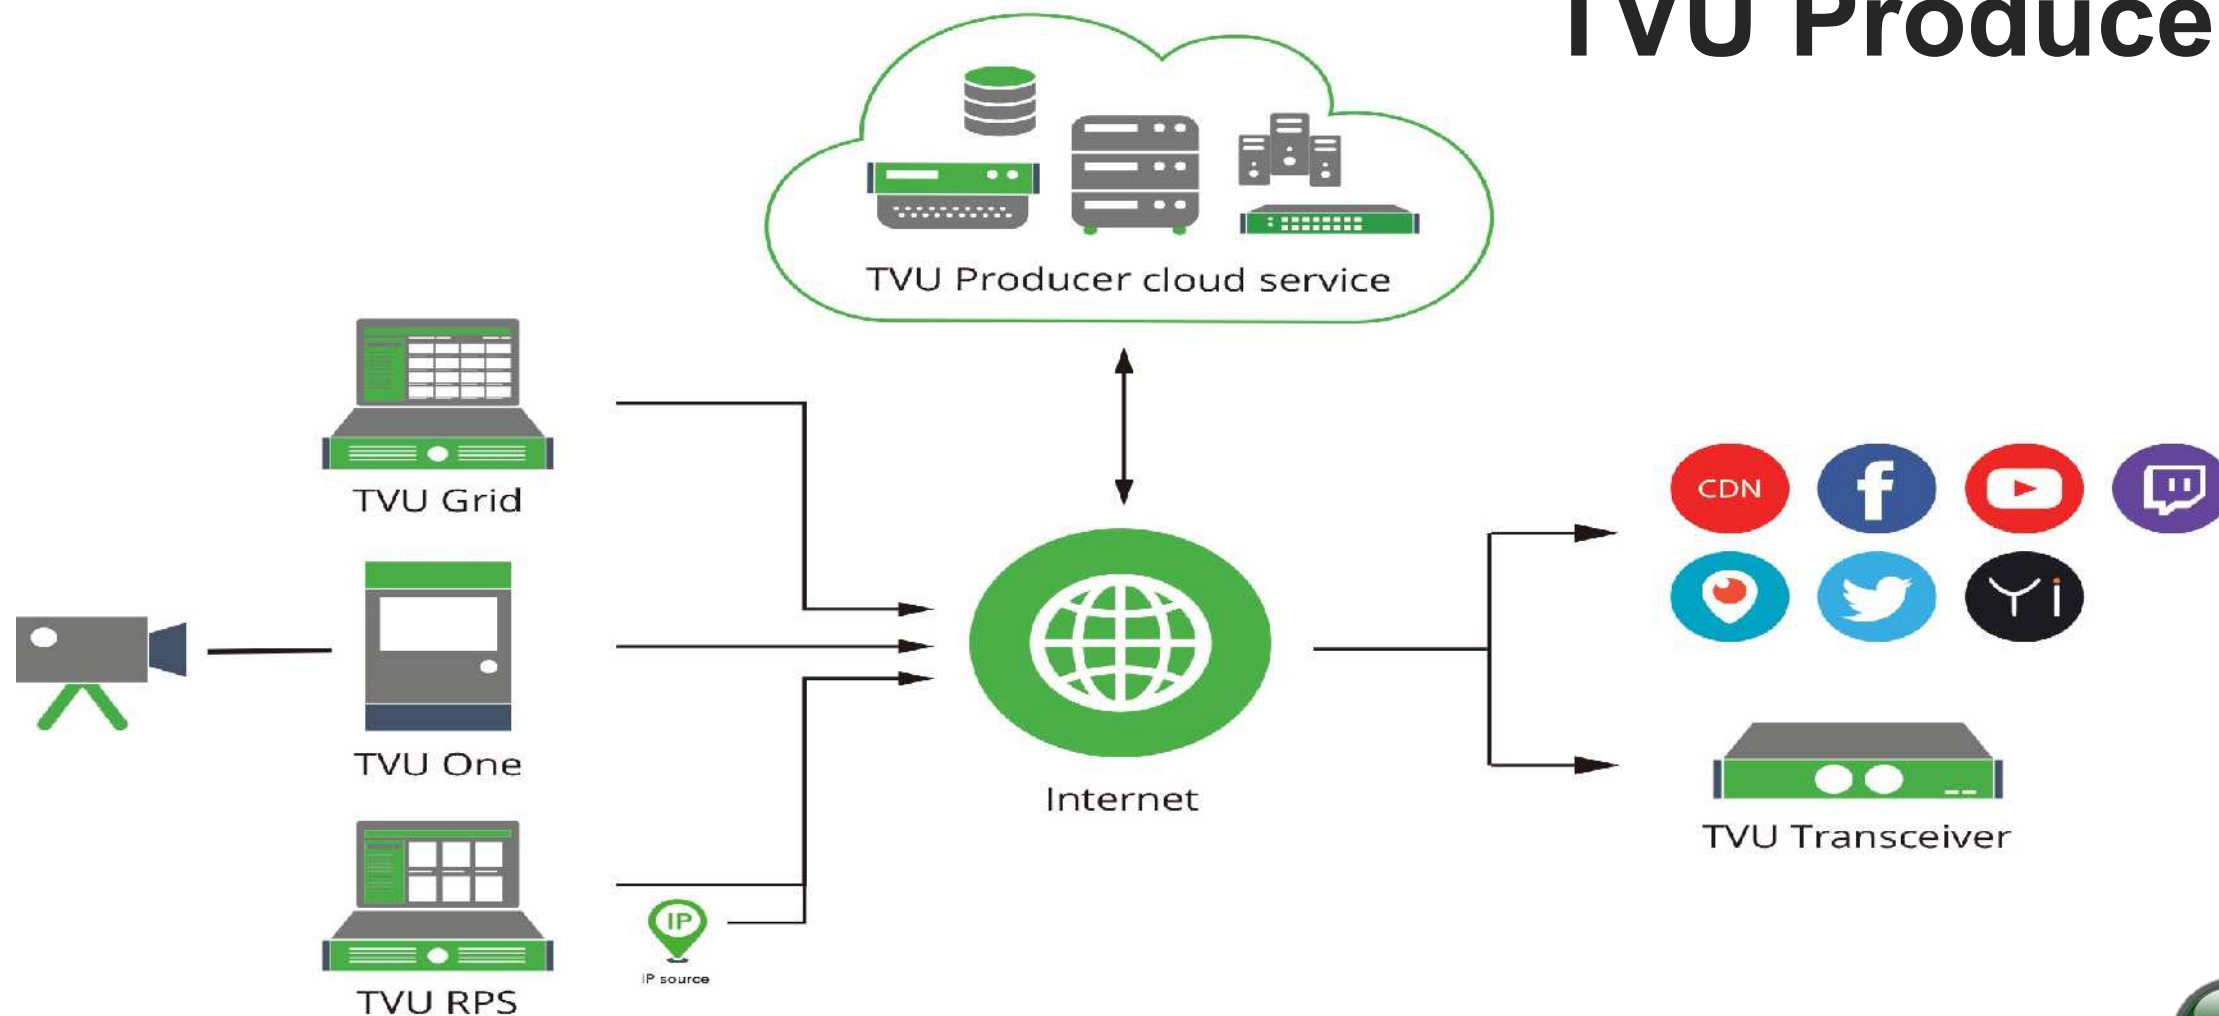 TVU Produce
TVU Producer cloud service
TVU Grid
CDN
f
Yi
TVU One
Internet
TVU Transceiver
IP
IP source
TVU RPS